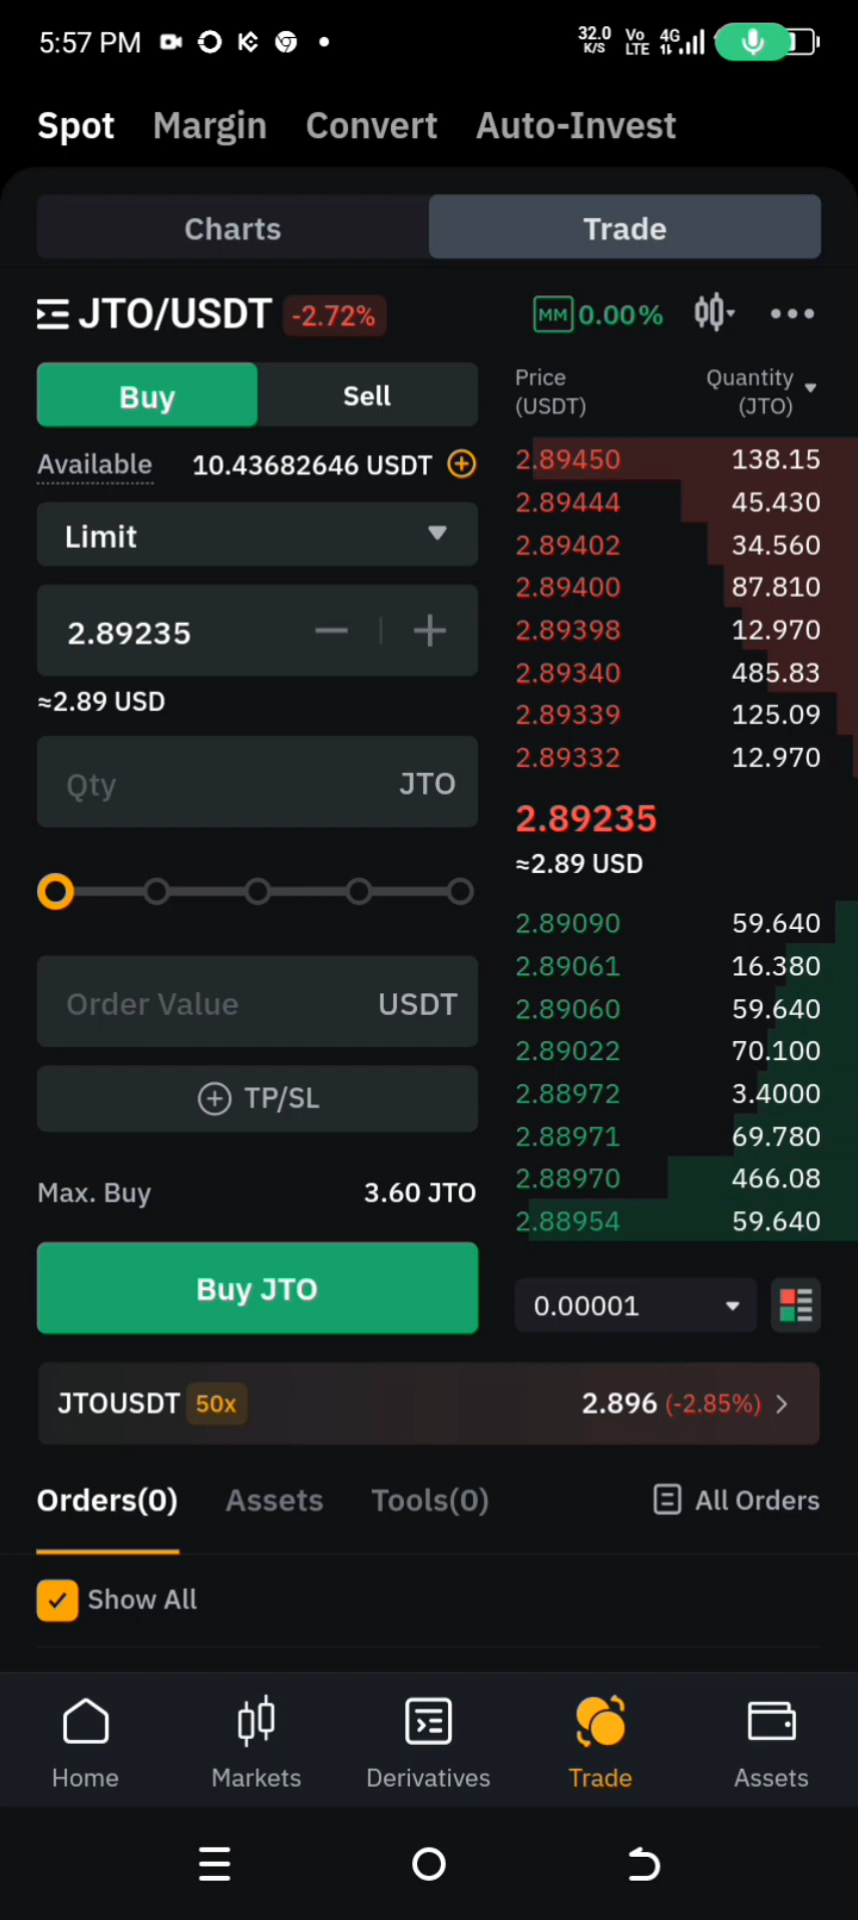 5:57 PM 32.0 K/S Vo LTE 4G
Spot Margin Convert Auto-Invest
Charts Trade
JTO/USDT -2.72% MM 0.00%
Buy Sell
Available 10.43682646 USDT
Limit
2.89235
≈2.89 USD
Qty JTO
Order Value USDT
TP/SL
Max. Buy 3.60 JTO
Buy JTO
Price (USDT) Quantity (JTO)
2.89450 138.15
2.89444 45.430
2.89402 34.560
2.89400 87.810
2.89398 12.970
2.89340 485.83
2.89339 125.09
2.89332 12.970
2.89235
≈2.89 USD
2.89090 59.640
2.89061 16.380
2.89060 59.640
2.89022 70.100
2.88972 3.4000
2.88971 69.780
2.88970 466.08
2.88954 59.640
0.00001
JTOUSDT 50x 2.896 (-2.85%)
Orders(0) Assets Tools(0) All Orders
Show All
Home Markets Derivatives Trade Assets